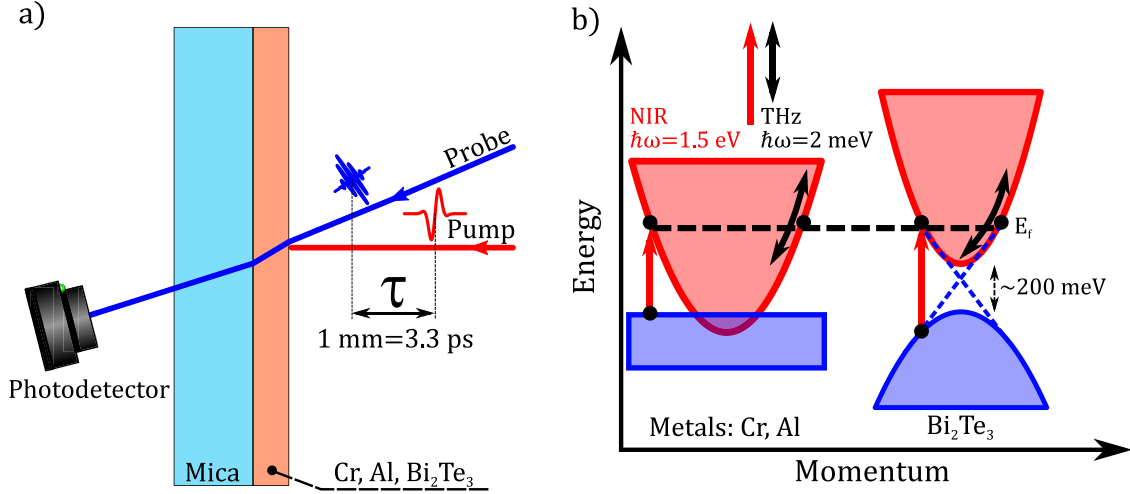 a)
Probe
Pump
τ
1 mm=3.3 ps
Photodetector
Mica
Cr, Al, Bi₂Te₃
b)
Energy
NIR
ℏω=1.5 eV
THz
ℏω=2 meV
E_f
~200 meV
Metals: Cr, Al
Bi₂Te₃
Momentum